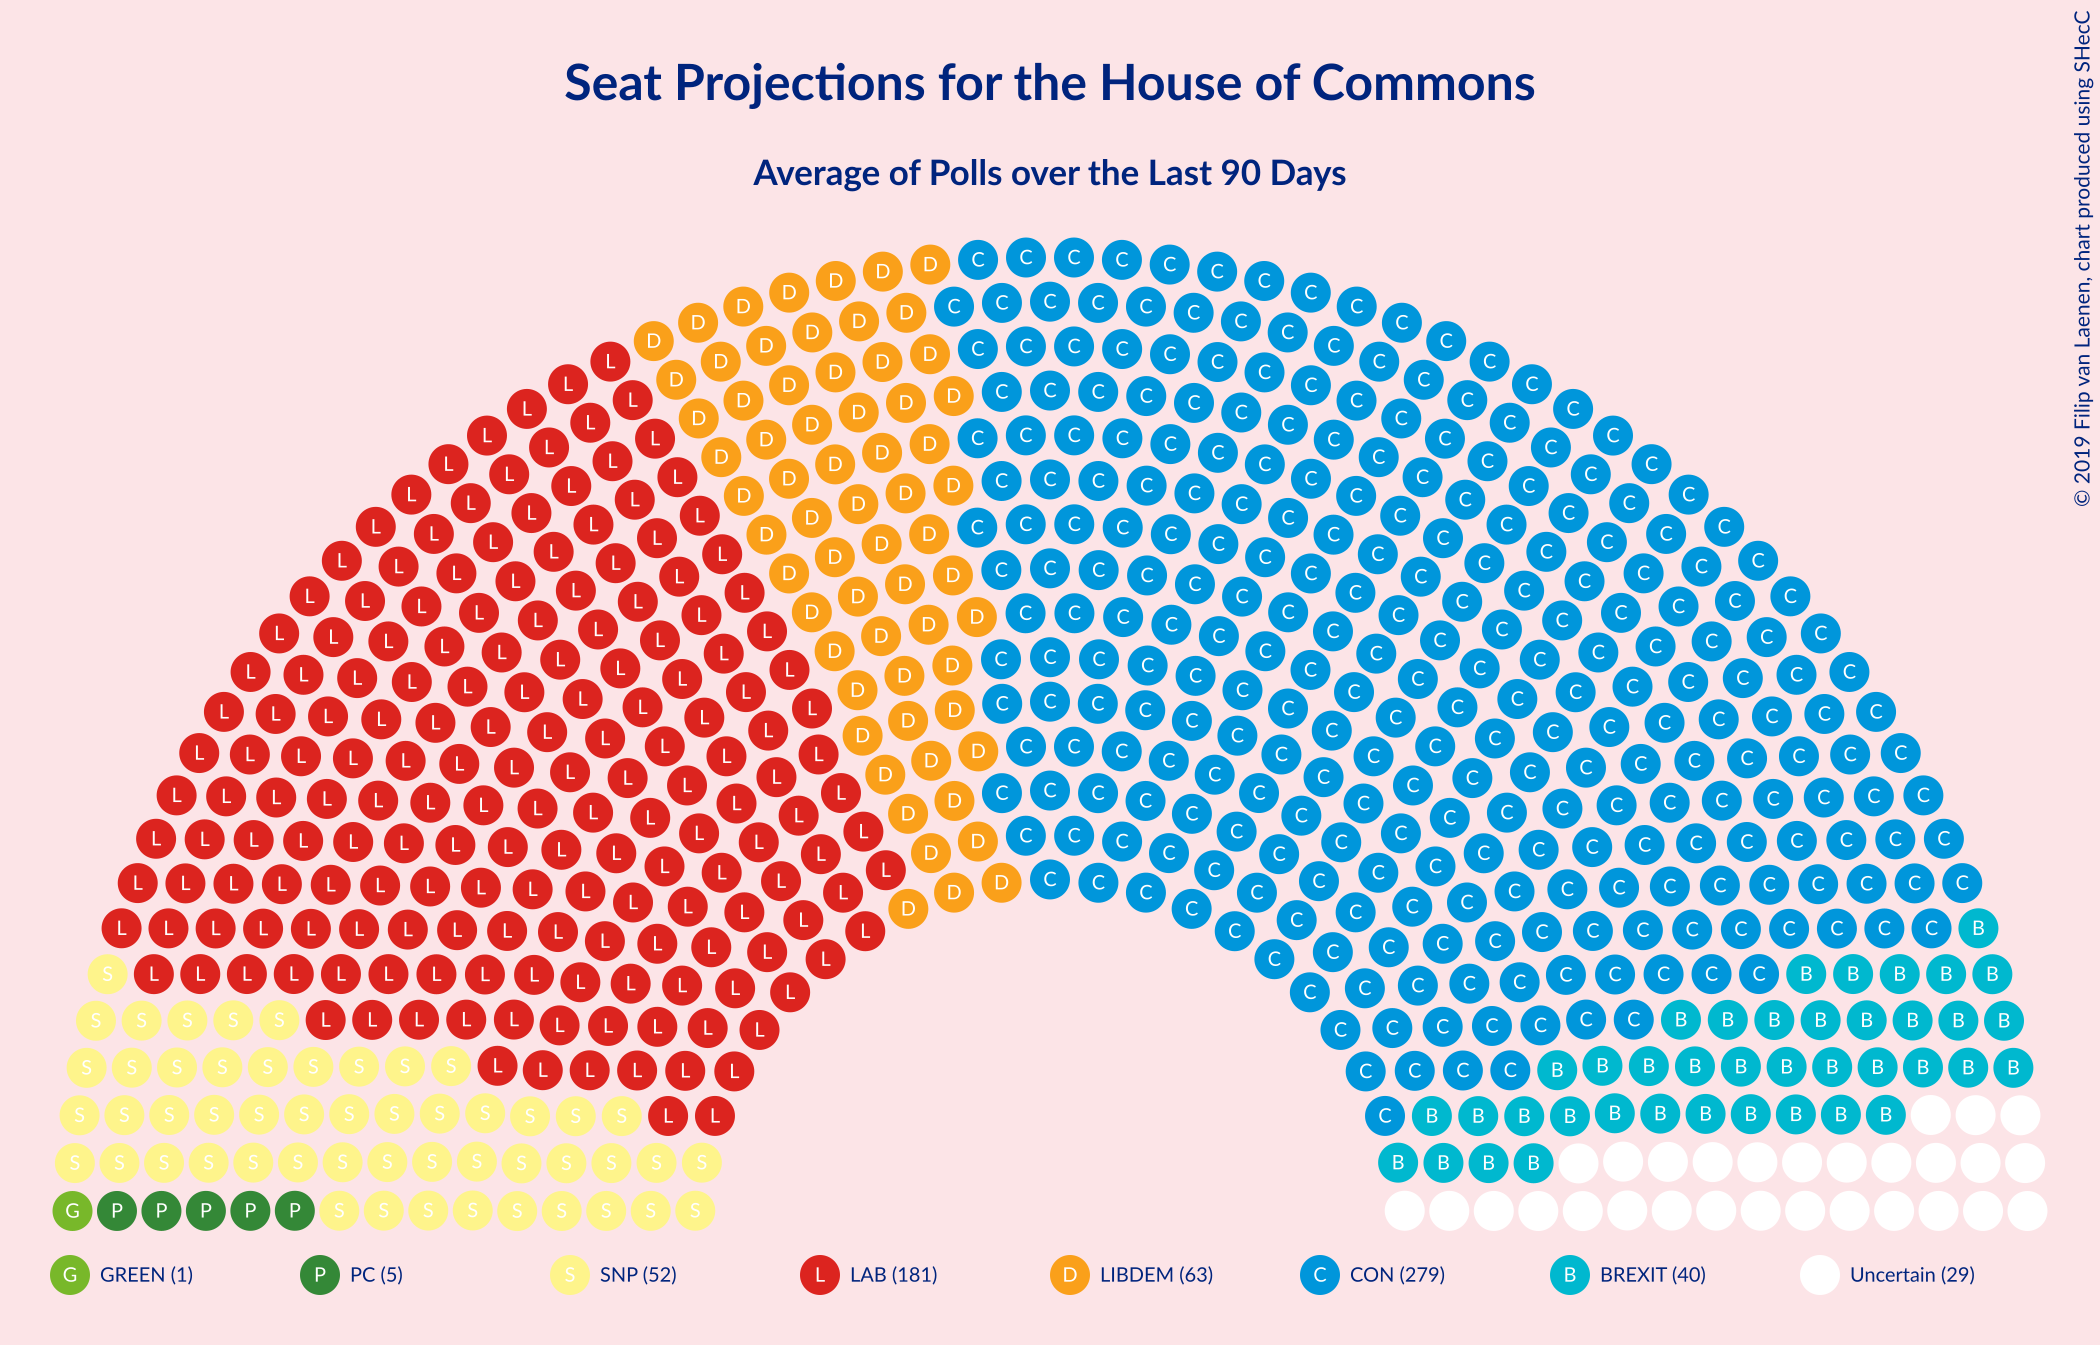 Seat Projections for the House of Commons
Average of Polls over the Last 90 Days
© 2019 Filip van Laenen, chart produced using SHecC
G GREEN (1) P PC (5) S SNP (52) L LAB (181) D LIBDEM (63) C CON (279) B BREXIT (40) Uncertain (29)